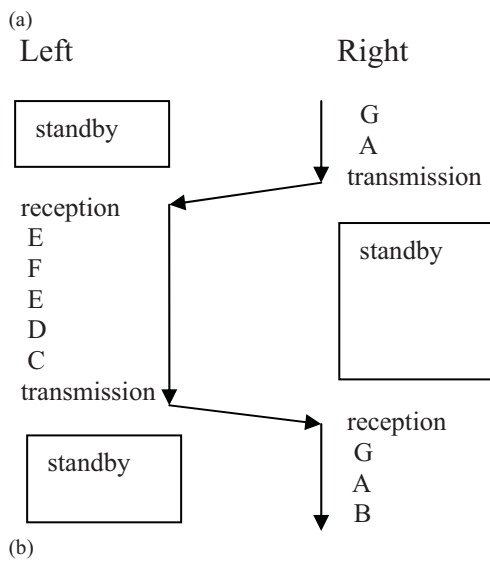 (a)
Left Right
standby
G
A
transmission
reception
E
F
E
D
C
transmission
standby
standby
reception
G
A
B
(b)